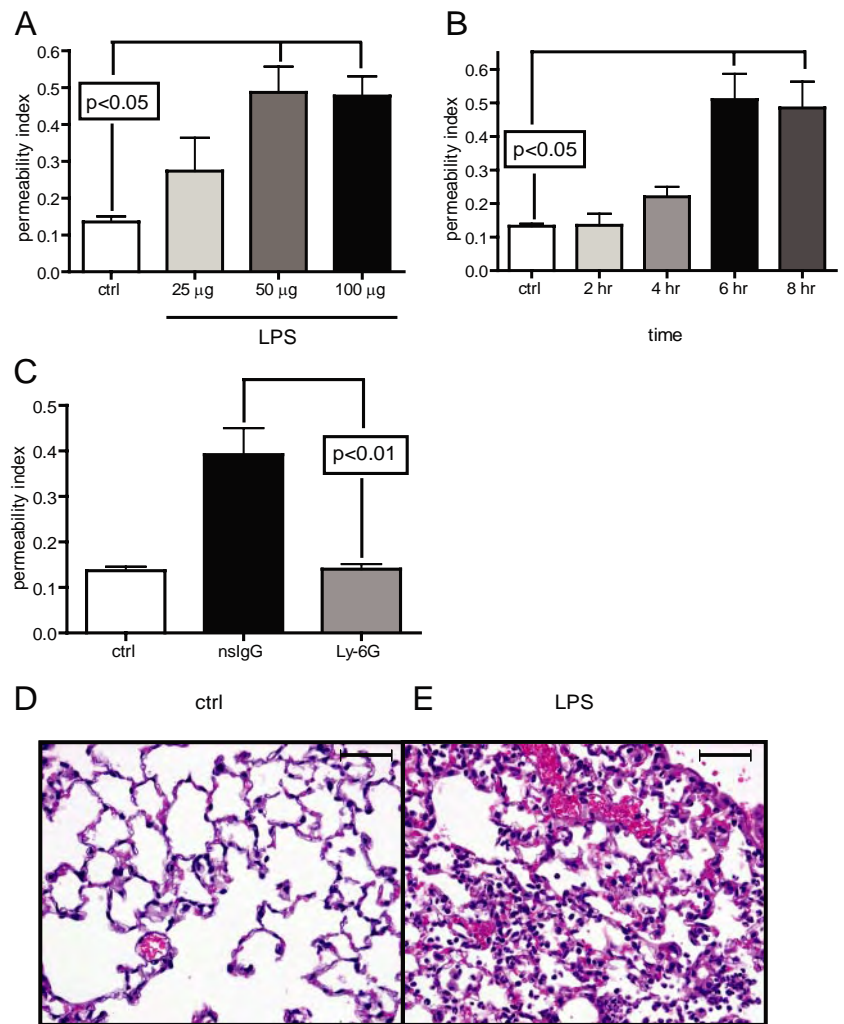 A
permeability index
0.6
0.5
0.4
0.3
0.2
0.1
0.0
p<0.05
ctrl
25 µg
50 µg
100 µg
LPS
B
permeability index
0.6
0.5
0.4
0.3
0.2
0.1
0.0
p<0.05
ctrl
2 hr
4 hr
6 hr
8 hr
time
C
permeability index
0.5
0.4
0.3
0.2
0.1
0.0
p<0.01
ctrl
nsIgG
Ly-6G
D
ctrl
E
LPS